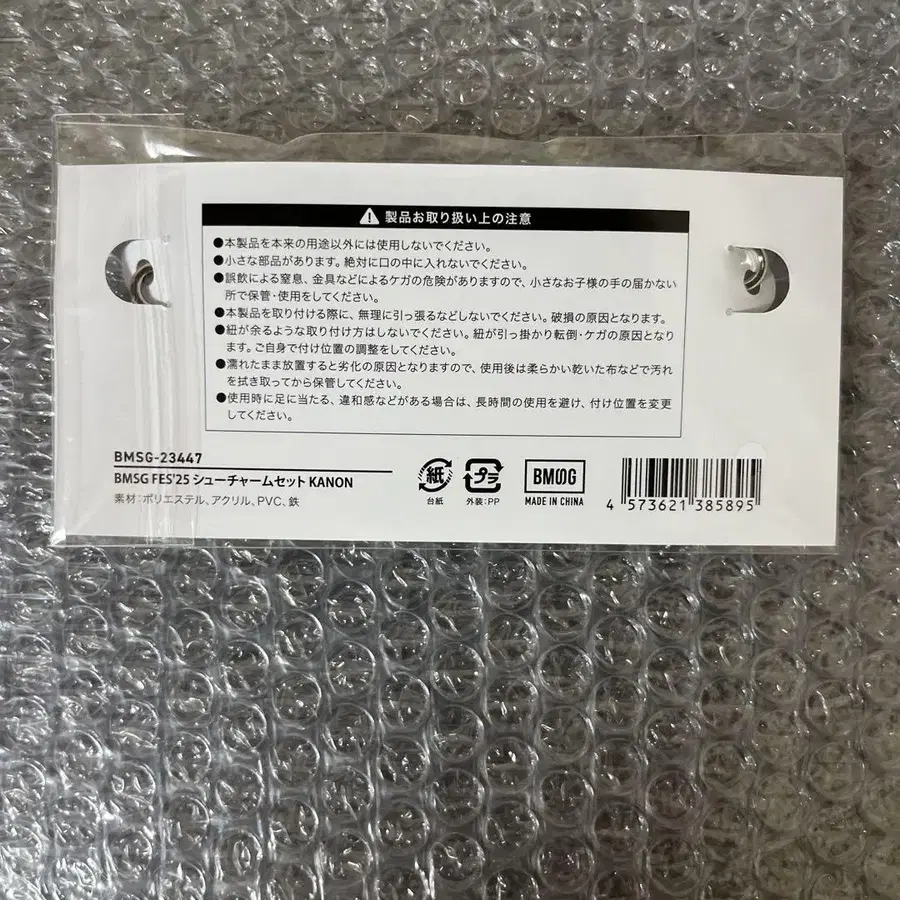 ⚠ 製品お取り扱い上の注意
●本製品を本来の用途以外には使用しないでください。
●小さな部品があります。絶対に口の中に入れないでください。
●誤飲による窒息、金具などによるケガの危険がありますので、小さなお子様の手の届かない
所で保管・使用をしてください。
●本製品を取り付ける際に、無理に引っ張るなどしないでください。破損の原因となります。
●紐が余るような取り付け方はしないでください。紐が引っ掛かり転倒・ケガの原因となり
ます。ご自身で付け位置の調整をしてください。
●濡れたまま放置すると劣化の原因となりますので、使用後は柔らかい乾いた布などで汚れ
を拭き取ってから保管してください。
●使用時に足に当たる、違和感などがある場合は、長時間の使用を避け、付け位置を変更
してください。
BMSG-23447
BMSG FES'25 シューチャームセット KANON
素材:ポリエステル、アクリル、PVC、鉄
紙
台紙
プラ
外装:PP
BMSG
MADE IN CHINA
4 573621 385895